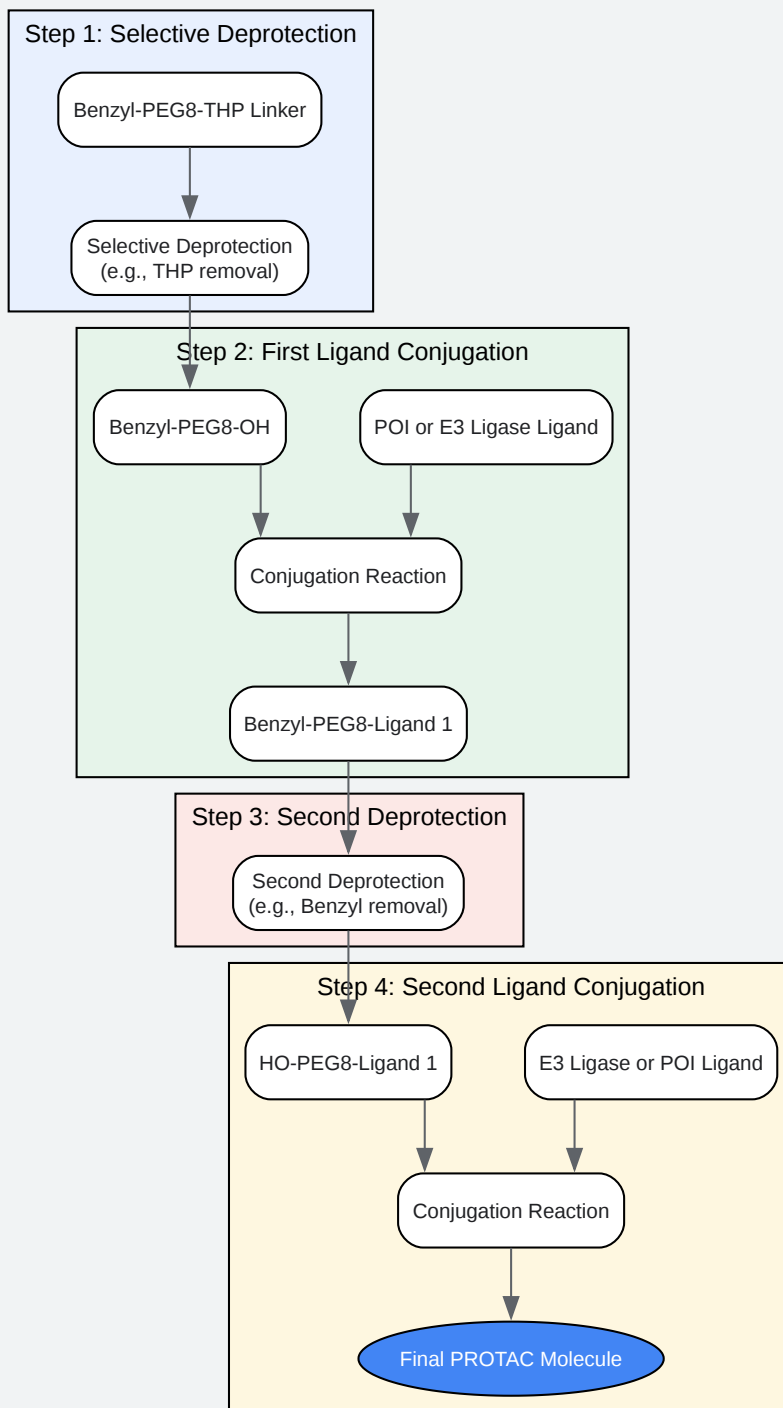 Step 1: Selective Deprotection
Benzyl-PEG8-THP Linker
Selective Deprotection
(e.g., THP removal)
Step 2: First Ligand Conjugation
Benzyl-PEG8-OH
POI or E3 Ligase Ligand
Conjugation Reaction
Benzyl-PEG8-Ligand 1
Step 3: Second Deprotection
Second Deprotection
(e.g., Benzyl removal)
Step 4: Second Ligand Conjugation
HO-PEG8-Ligand 1
E3 Ligase or POI Ligand
Conjugation Reaction
Final PROTAC Molecule